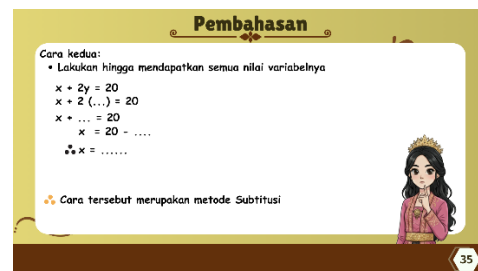 Pembahasan
Cara kedua:
• Lakukan hingga mendapatkan semua nilai variabelnya
x + 2y = 20
x + 2 (...) = 20
x + ... = 20
x = 20 - ....
∴ x = ......
Cara tersebut merupakan metode Subtitusi
35